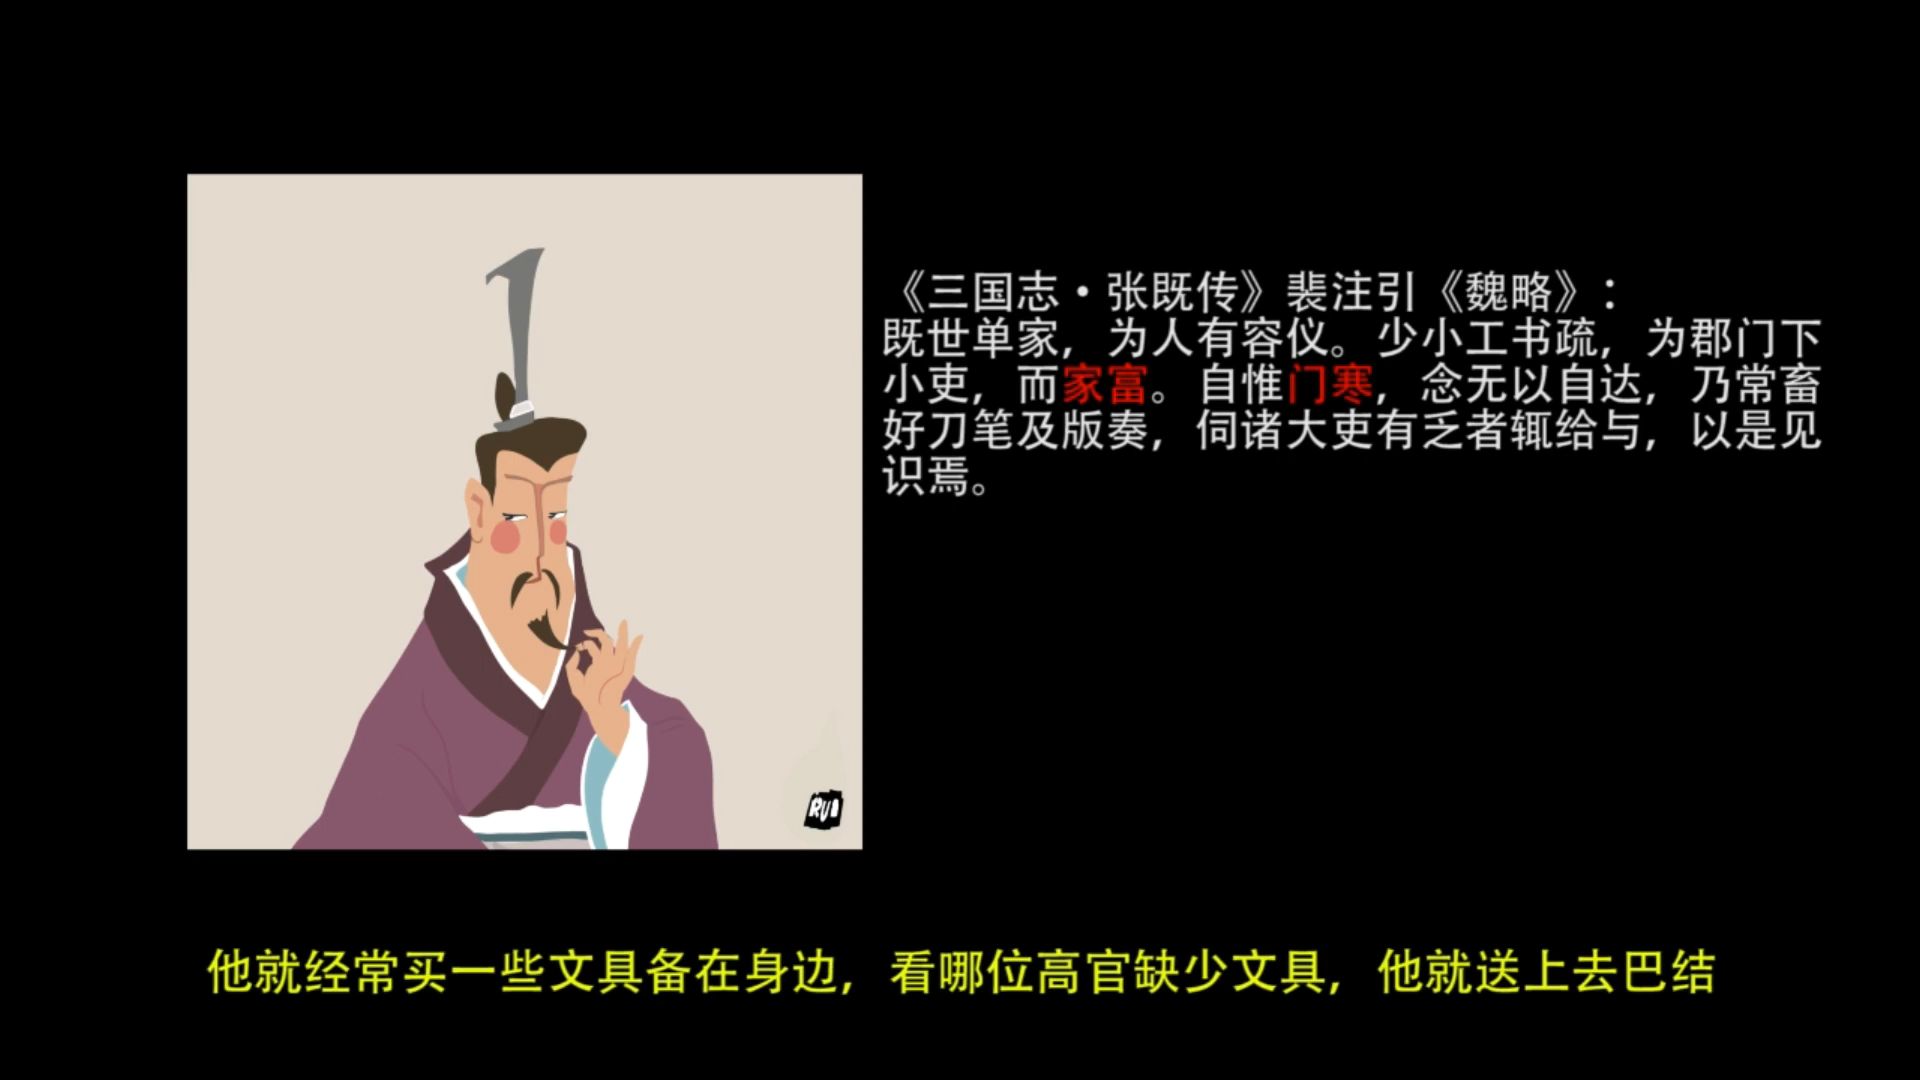 《三国志·张既传》裴注引《魏略》:
既世单家，为人有容仪。少小工书疏，为郡门下
小吏，而家富。自惟门寒，念无以自达，乃常畜
好刀笔及版奏，伺诸大吏有乏者辄给与，以是见
识焉。
RUI
他就经常买一些文具备在身边，看哪位高官缺少文具，他就送上去巴结